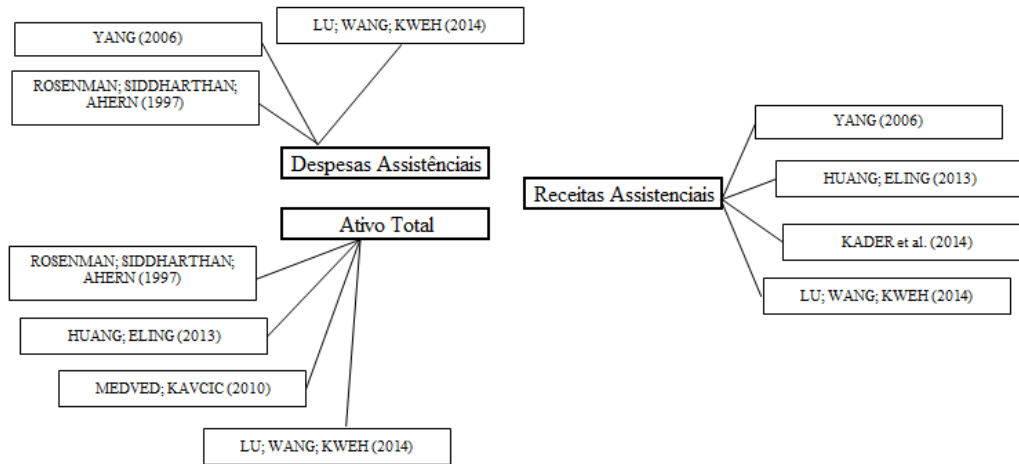 LU; WANG; KWEH (2014)
YANG (2006)
ROSENMAN; SIDDHARTHAN;
AHERN (1997)
Despesas Assistênciais
Ativo Total
ROSENMAN; SIDDHARTHAN;
AHERN (1997)
HUANG; ELING (2013)
MEDVED; KAVCIC (2010)
LU; WANG; KWEH (2014)
Receitas Assistenciais
YANG (2006)
HUANG; ELING (2013)
KADER et al. (2014)
LU; WANG; KWEH (2014)